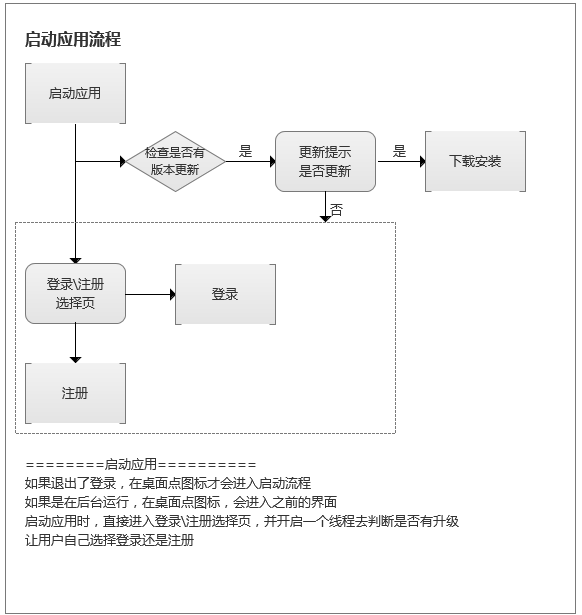 启动应用流程
启动应用
检查是否有
版本更新
是
更新提示
是否更新
是
下载安装
否
登录\注册
选择页
登录
注册
========启动应用==========
如果退出了登录，在桌面点图标才会进入启动流程
如果是在后台运行，在桌面点图标，会进入之前的界面
启动应用时，直接进入登录\注册选择页，并开启一个线程去判断是否有升级
让用户自己选择登录还是注册